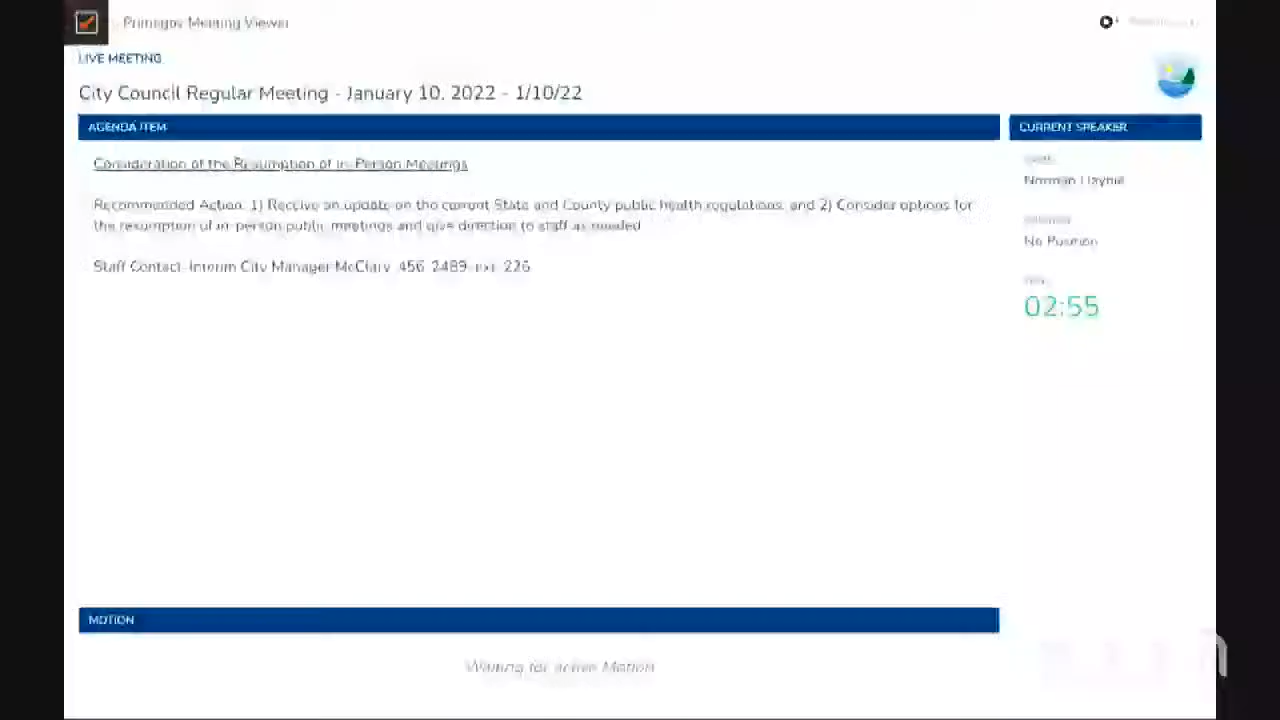 Primegov Meeting Viewer
LIVE MEETING
City Council Regular Meeting - January 10, 2022 - 1/10/22
AGENDA ITEM
CURRENT SPEAKER
Consideration of the Resumption of In-Person Meetings
Norman Haynie
Recommended Action: 1) Receive an update on the current State and County public health regulations; and 2) Consider options for
the resumption of in-person public meetings and give direction to staff as needed
No Position
Staff Contact: Interim City Manager McClary, 456-2489, ext. 226
02:55
MOTION
Waiting for active Motion